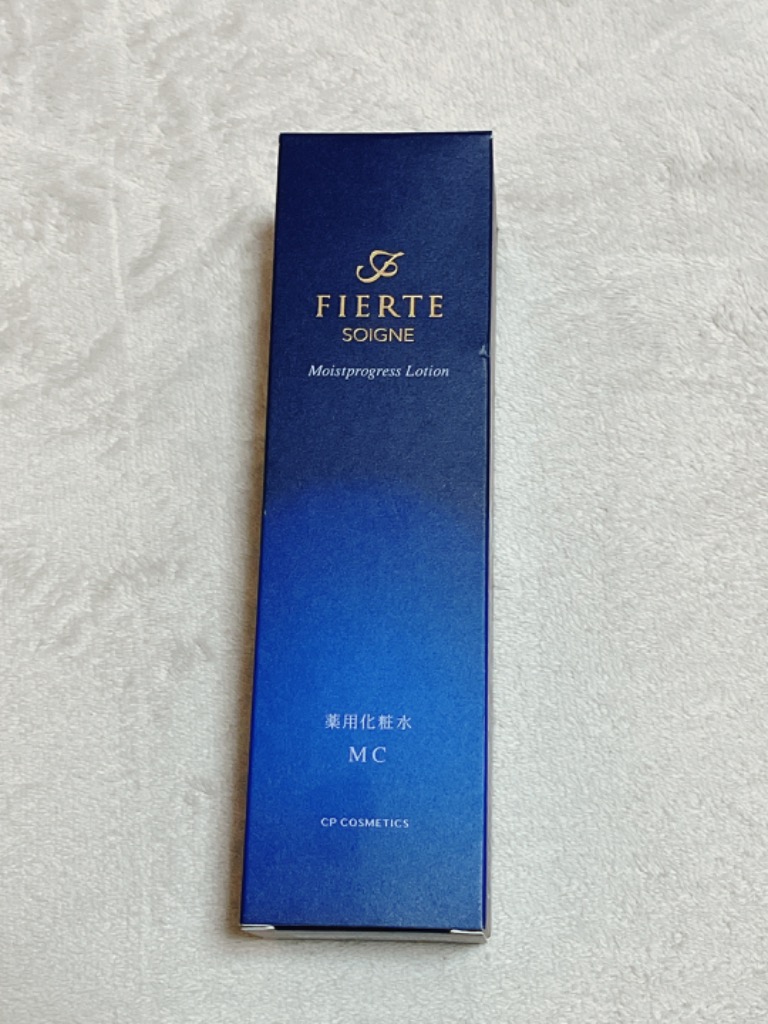 FIERTE
SOIGNE
Moistprogress Lotion
薬用化粧水
MC
CP COSMETICS